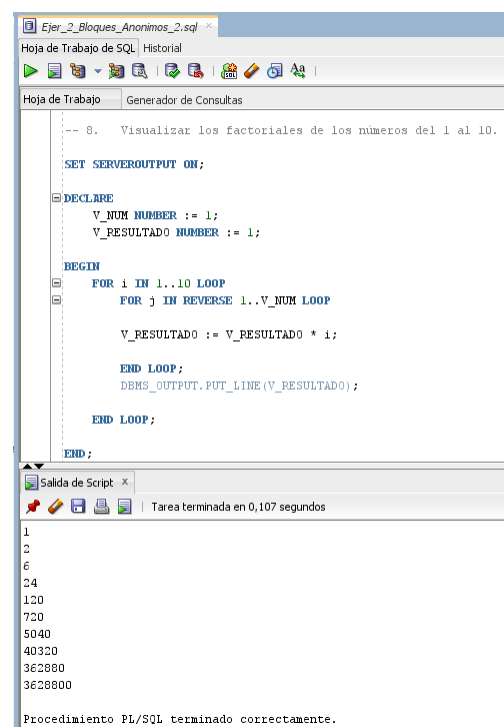 Ejer_2_Bloques_Anonimos_2.sql
Hoja de Trabajo de SQL Historial
Hoja de Trabajo Generador de Consultas
-- 8. Visualizar los factoriales de los números del 1 al 10.
SET SERVEROUTPUT ON;
DECLARE
V_NUM NUMBER := 1;
V_RESULTADO NUMBER := 1;
BEGIN
FOR i IN 1..10 LOOP
FOR j IN REVERSE 1..V_NUM LOOP
V_RESULTADO := V_RESULTADO * i;
END LOOP;
DBMS_OUTPUT.PUT_LINE(V_RESULTADO);
END LOOP;
END;
Salida de Script x
Tarea terminada en 0,107 segundos
1
2
6
24
120
720
5040
40320
362880
3628800
Procedimiento PL/SQL terminado correctamente.